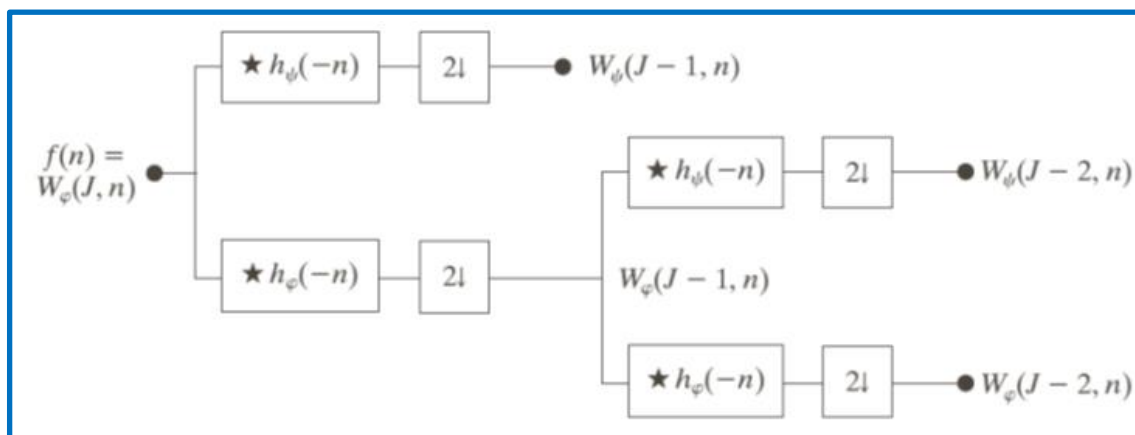 ★ h_ψ(−n)
2↓
W_ψ(J − 1, n)
f(n) =
W_φ(J, n)
★ h_ψ(−n)
2↓
W_ψ(J − 2, n)
★ h_φ(−n)
2↓
W_φ(J − 1, n)
★ h_φ(−n)
2↓
W_φ(J − 2, n)